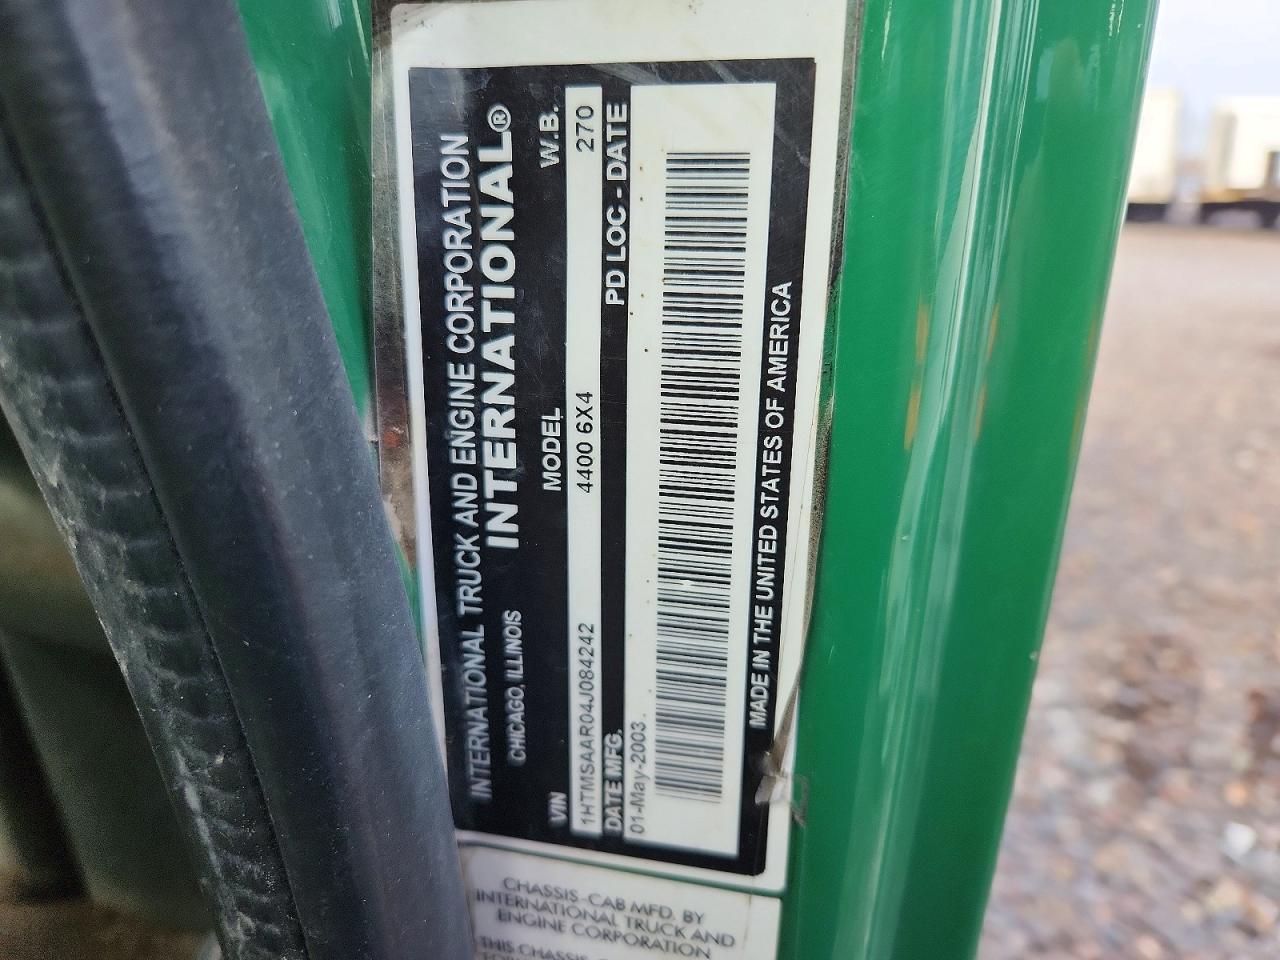 INTERNATIONAL TRUCK AND ENGINE CORPORATION
CHICAGO, ILLINOIS INTERNATIONAL®
VIN MODEL W.B.
1HTMSAAR04J084242 4400 6X4 270
DATE MFG. PD LOC - DATE
01-May-2003
MADE IN THE UNITED STATES OF AMERICA
CHASSIS-CAB MFD. BY
INTERNATIONAL TRUCK AND
ENGINE CORPORATION
THIS CHASSIS-